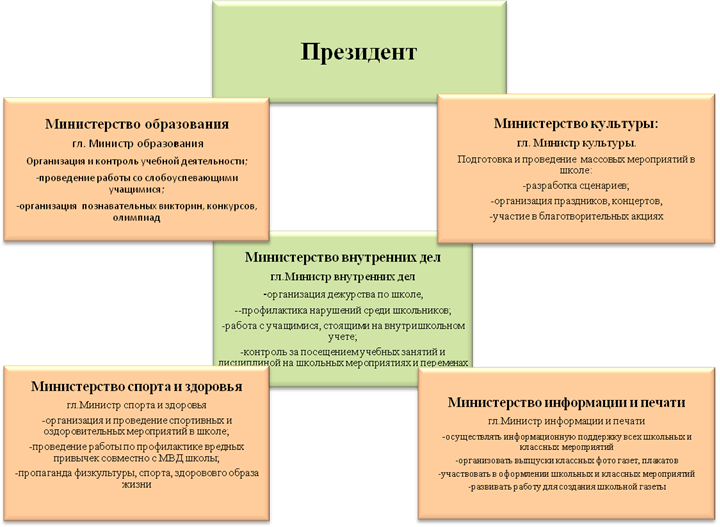 Президент
Министерство образования
гл. Министр образования
Организация и контроль учебной деятельности;
-проведение работы со слобоуспевающими
учащимися;
-организация познавательных викторин, конкурсов,
олимпиад
Министерство культуры:
гл. Министр культуры.
Подготовка и проведение массовых мероприятий в
школе:
-разработка сценариев;
-организация праздников, концертов,
-участие в благотворительных акциях
Министерство внутренних дел
гл.Министр внутренних дел
-организация дежурства по школе,
--профилактика нарушений среди школьников;
-работа с учащимися, стоящими на внутришкольном
учете;
-контроль за посещением учебных занятий и
дисциплиной на школьных мероприятиях и переменах
Министерство спорта и здоровья
гл.Министр спорта и здоровья
-организация и проведение спортивных и
оздоровительных мероприятий в школе;
-проведение работы по профилактике вредных
привычек совместно с МВД школы;
-пропаганда физкультуры, спорта, здорововго образа
жизни
Министерство информации и печати
гл.Министр информации и печати
-осуществлять информационную поддержку всех школьных и
классных мероприятий
-организовать выпцуски классных фото газет, плакатов
-участвовать в оформлении школьных и классных мероприятий
-развивать работу для создания школьной газеты